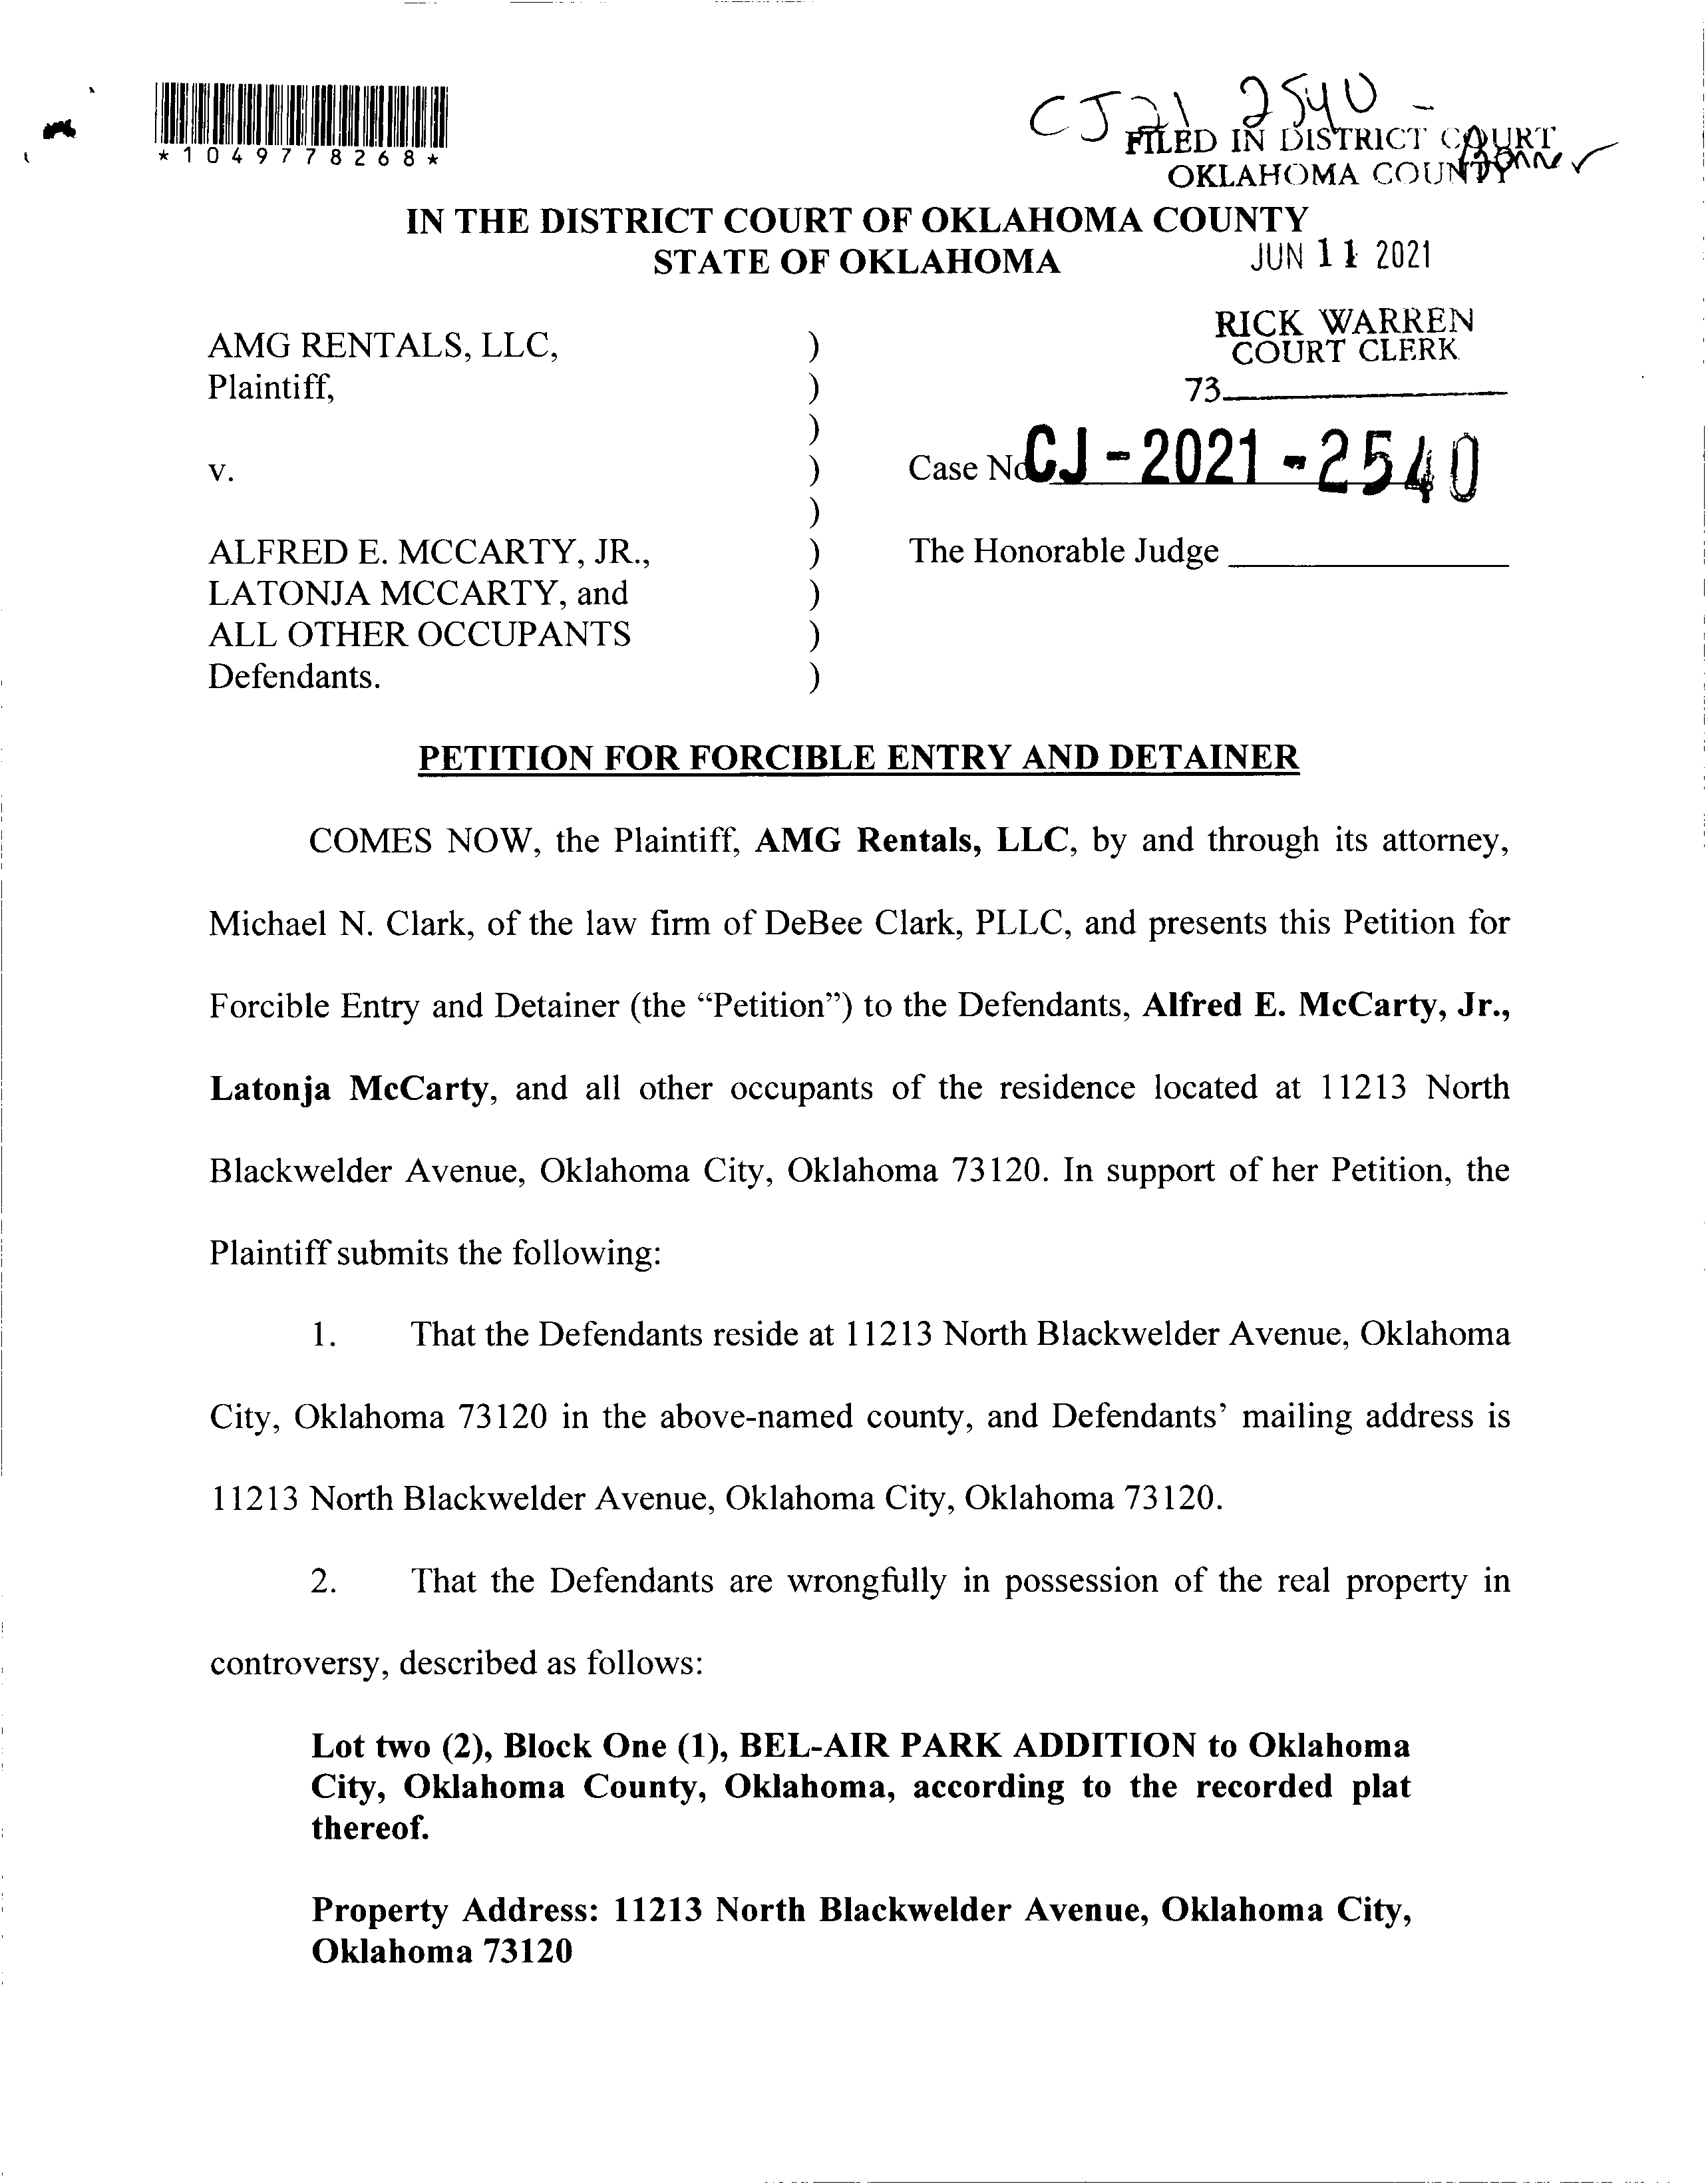 *1049778268*
CJ21 2540 -
Bonner
FILED IN DISTRICT COURT
OKLAHOMA COUNTY
IN THE DISTRICT COURT OF OKLAHOMA COUNTY
STATE OF OKLAHOMA
JUN 11 2021
RICK WARREN
COURT CLERK
73
AMG RENTALS, LLC, )
Plaintiff, )
)
v. ) Case No CJ-2021-2540
)
ALFRED E. MCCARTY, JR., ) The Honorable Judge
LATONJA MCCARTY, and )
ALL OTHER OCCUPANTS )
Defendants. )
PETITION FOR FORCIBLE ENTRY AND DETAINER
COMES NOW, the Plaintiff, AMG Rentals, LLC, by and through its attorney,
Michael N. Clark, of the law firm of DeBee Clark, PLLC, and presents this Petition for
Forcible Entry and Detainer (the “Petition”) to the Defendants, Alfred E. McCarty, Jr.,
Latonja McCarty, and all other occupants of the residence located at 11213 North
Blackwelder Avenue, Oklahoma City, Oklahoma 73120. In support of her Petition, the
Plaintiff submits the following:
1. That the Defendants reside at 11213 North Blackwelder Avenue, Oklahoma
City, Oklahoma 73120 in the above-named county, and Defendants’ mailing address is
11213 North Blackwelder Avenue, Oklahoma City, Oklahoma 73120.
2. That the Defendants are wrongfully in possession of the real property in
controversy, described as follows:
Lot two (2), Block One (1), BEL-AIR PARK ADDITION to Oklahoma
City, Oklahoma County, Oklahoma, according to the recorded plat
thereof.
Property Address: 11213 North Blackwelder Avenue, Oklahoma City,
Oklahoma 73120